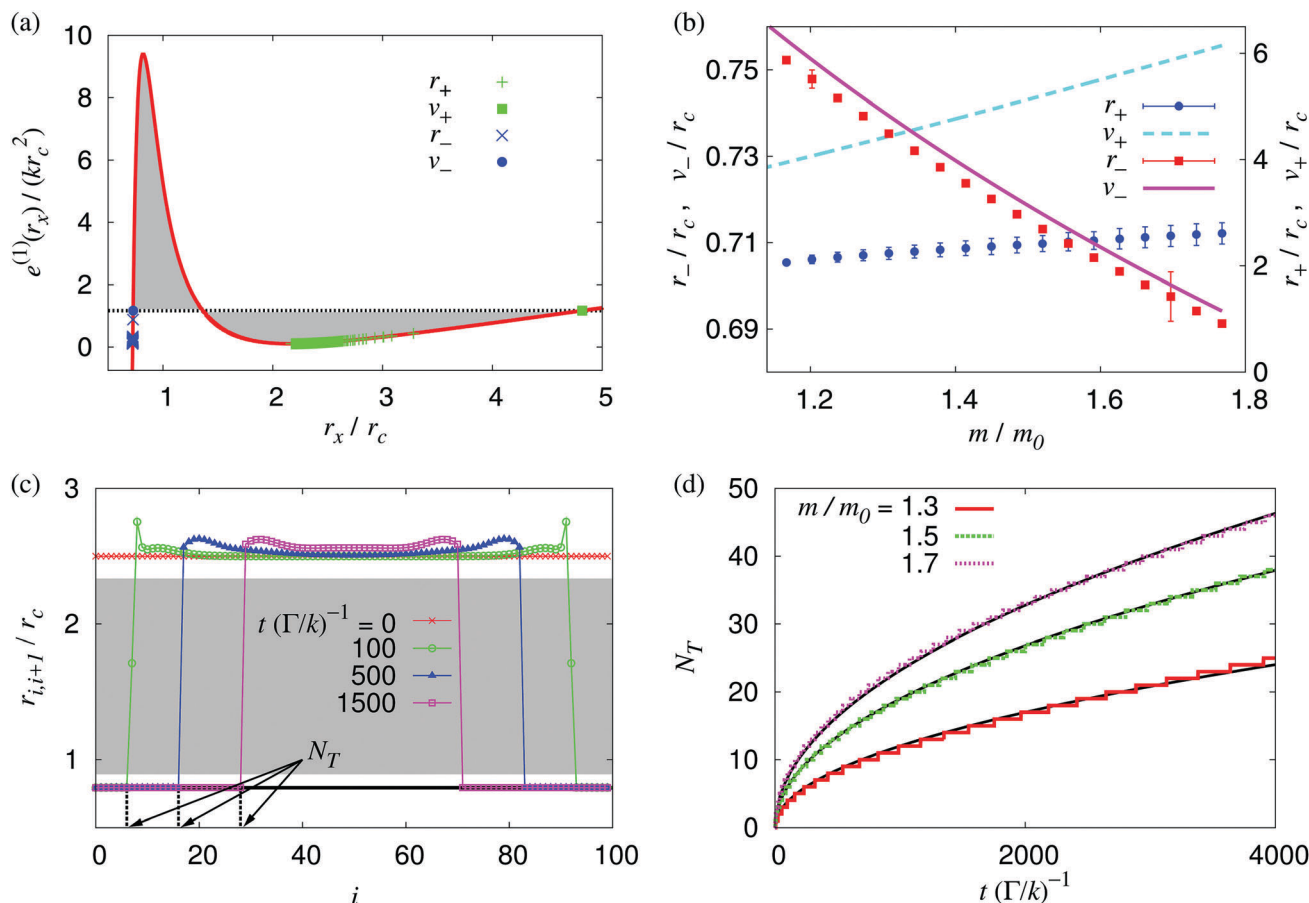 (a)
10
8
6
4
2
0
e^{(1)}(r_x) / (kr_c^2)
r_+
v_+
r_-
v_-
1
2
3
4
5
r_x / r_c
(b)
0.75
0.73
0.71
0.69
r_- / r_c , v_- / r_c
r_+
v_+
r_-
v_-
6
4
2
0
r_+ / r_c , v_+ / r_c
1.2
1.4
1.6
1.8
m / m_0
(c)
3
2
1
r_{i,i+1} / r_c
t (Γ/k)^{-1} = 0
100
500
1500
N_T
0
20
40
60
80
100
i
(d)
50
40
30
20
10
0
N_T
m / m_0 = 1.3
1.5
1.7
0
2000
4000
t (Γ/k)^{-1}